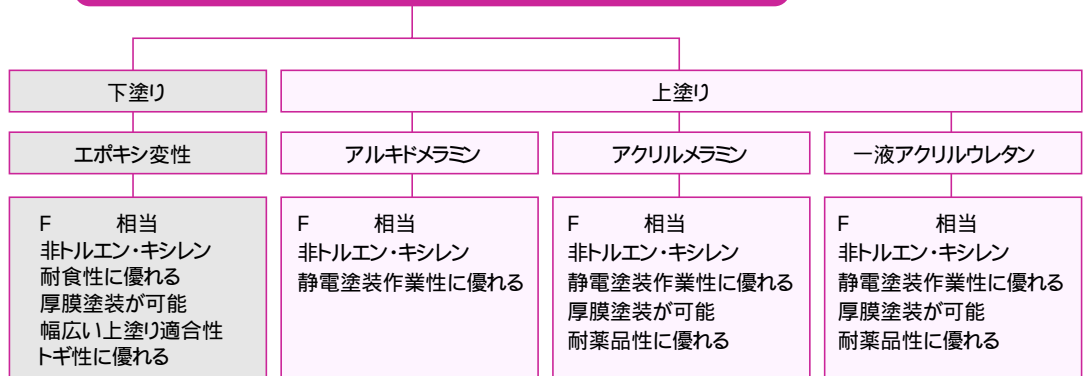 下塗り
上塗り
エポキシ変性
アルキドメラミン
アクリルメラミン
一液アクリルウレタン
F 相当
非トルエン・キシレン
耐食性に優れる
厚膜塗装が可能
幅広い上塗り適合性
トギ性に優れる
F 相当
非トルエン・キシレン
静電塗装作業性に優れる
F 相当
非トルエン・キシレン
静電塗装作業性に優れる
厚膜塗装が可能
耐薬品性に優れる
F 相当
非トルエン・キシレン
静電塗装作業性に優れる
厚膜塗装が可能
耐薬品性に優れる